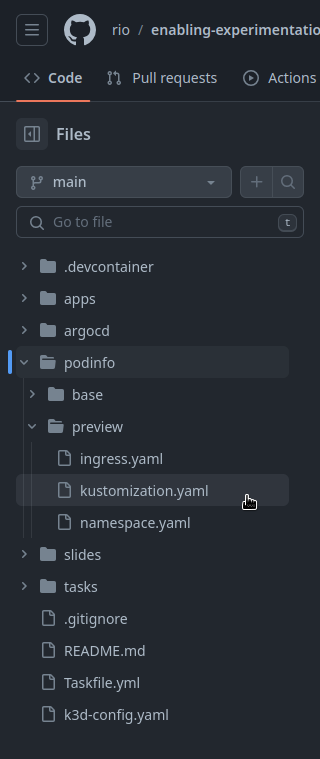 rio / enabling-experimentatio
Code Pull requests Actions
Files
main
Go to file t
.devcontainer
apps
argocd
podinfo
base
preview
ingress.yaml
kustomization.yaml
namespace.yaml
slides
tasks
.gitignore
README.md
Taskfile.yml
k3d-config.yaml